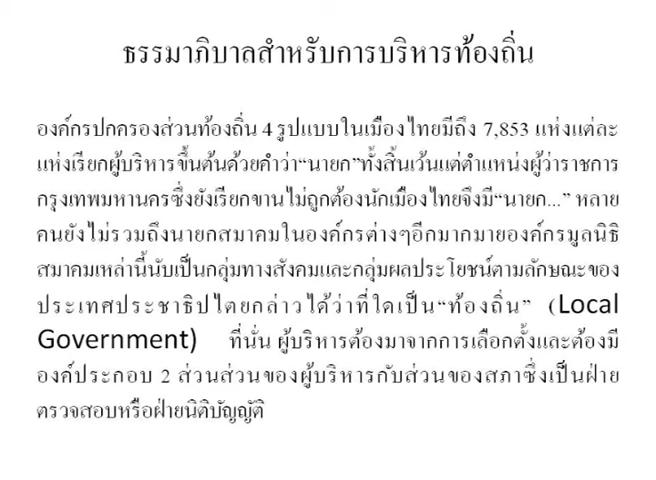 ธรรมาภิบาลสำหรับการบริหารท้องถิ่น
องค์กรปกครองส่วนท้องถิ่น 4 รูปแบบในเมืองไทยมีถึง 7,853 แห่งแต่ละ
แห่งเรียกผู้บริหารขึ้นต้นด้วยคำว่า“นายก”ทั้งสิ้นเว้นแต่ตำแหน่งผู้ว่าราชการ
กรุงเทพมหานครซึ่งยังเรียกขานไม่ถูกต้องนักเมืองไทยจึงมี“นายก...” หลาย
คนยังไม่รวมถึงนายกสมาคมในองค์กรต่างๆอีกมากมายองค์กรมูลนิธิ
สมาคมเหล่านี้นับเป็นกลุ่มทางสังคมและกลุ่มผลประโยชน์ตามลักษณะของ
ประเทศประชาธิปไตยกล่าวได้ว่าที่ใดเป็น“ท้องถิ่น” (Local
Government) ที่นั่น ผู้บริหารต้องมาจากการเลือกตั้งและต้องมี
องค์ประกอบ 2 ส่วนส่วนของผู้บริหารกับส่วนของสภาซึ่งเป็นฝ่าย
ตรวจสอบหรือฝ่ายนิติบัญญัติ